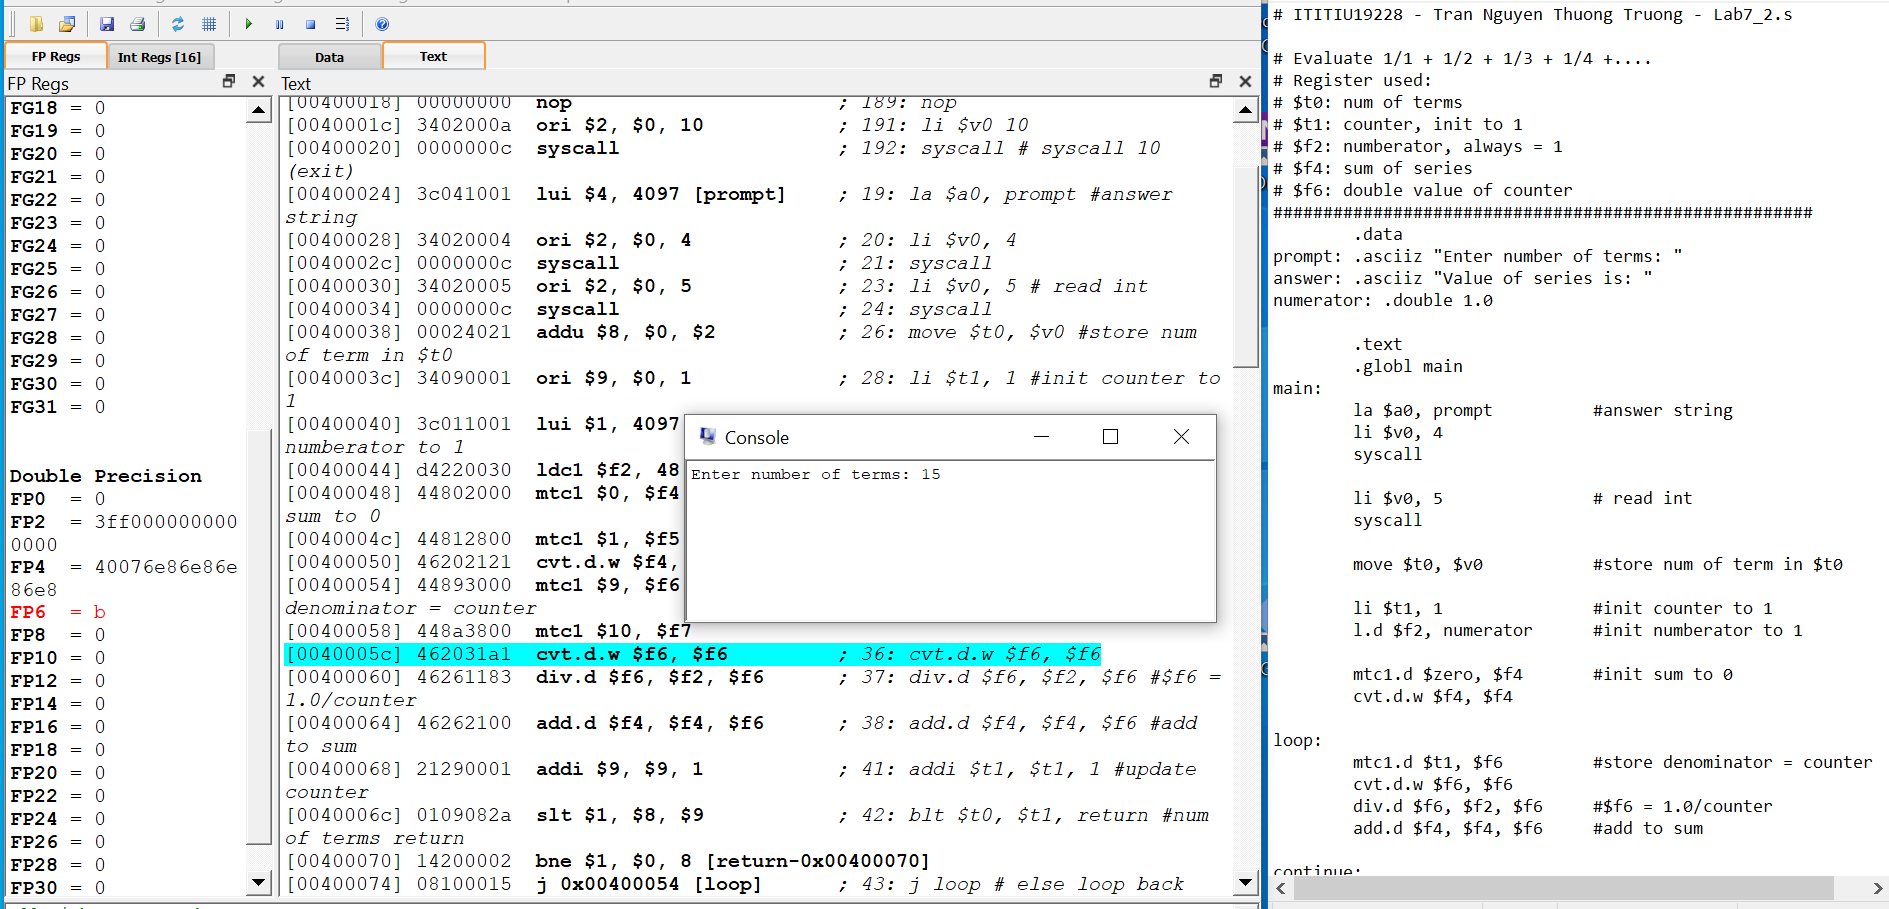 FP Regs
Int Regs [16]
Data
Text
FP Regs
Text
FG18 = 0
FG19 = 0
FG20 = 0
FG21 = 0
FG22 = 0
FG23 = 0
FG24 = 0
FG25 = 0
FG26 = 0
FG27 = 0
FG28 = 0
FG29 = 0
FG30 = 0
FG31 = 0
Double Precision
FP0 = 0
FP2 = 3ff000000000
0000
FP4 = 40076e86e86e
86e8
FP6 = b
FP8 = 0
FP10 = 0
FP12 = 0
FP14 = 0
FP16 = 0
FP18 = 0
FP20 = 0
FP22 = 0
FP24 = 0
FP26 = 0
FP28 = 0
FP30 = 0
[00400018] 00000000 nop ; 189: nop
[0040001c] 3402000a ori $2, $0, 10 ; 191: li $v0 10
[00400020] 0000000c syscall ; 192: syscall # syscall 10
(exit)
[00400024] 3c041001 lui $4, 4097 [prompt] ; 19: la $a0, prompt #answer
string
[00400028] 34020004 ori $2, $0, 4 ; 20: li $v0, 4
[0040002c] 0000000c syscall ; 21: syscall
[00400030] 34020005 ori $2, $0, 5 ; 23: li $v0, 5 # read int
[00400034] 0000000c syscall ; 24: syscall
[00400038] 00024021 addu $8, $0, $2 ; 26: move $t0, $v0 #store num
of term in $t0
[0040003c] 34090001 ori $9, $0, 1 ; 28: li $t1, 1 #init counter to
1
[00400040] 3c011001 lui $1, 4097
numberator to 1
[00400044] d4220030 ldc1 $f2, 48
[00400048] 44802000 mtc1 $0, $f4
sum to 0
[0040004c] 44812800 mtc1 $1, $f5
[00400050] 46202121 cvt.d.w $f4,
[00400054] 44893000 mtc1 $9, $f6
denominator = counter
[00400058] 448a3800 mtc1 $10, $f7
[0040005c] 462031a1 cvt.d.w $f6, $f6 ; 36: cvt.d.w $f6, $f6
[00400060] 46261183 div.d $f6, $f2, $f6 ; 37: div.d $f6, $f2, $f6 #$f6 =
1.0/counter
[00400064] 46262100 add.d $f4, $f4, $f6 ; 38: add.d $f4, $f4, $f6 #add
to sum
[00400068] 21290001 addi $9, $9, 1 ; 41: addi $t1, $t1, 1 #update
counter
[0040006c] 0109082a slt $1, $8, $9 ; 42: blt $t0, $t1, return #num
of terms return
[00400070] 14200002 bne $1, $0, 8 [return-0x00400070]
[00400074] 08100015 j 0x00400054 [loop] ; 43: j loop # else loop back
Console
Enter number of terms: 15
# ITITIU19228 - Tran Nguyen Thuong Truong - Lab7_2.s
# Evaluate 1/1 + 1/2 + 1/3 + 1/4 +....
# Register used:
# $t0: num of terms
# $t1: counter, init to 1
# $f2: numberator, always = 1
# $f4: sum of series
# $f6: double value of counter
######################################################
.data
prompt: .asciiz "Enter number of terms: "
answer: .asciiz "Value of series is: "
numerator: .double 1.0
.text
.globl main
main:
la $a0, prompt #answer string
li $v0, 4
syscall
li $v0, 5 # read int
syscall
move $t0, $v0 #store num of term in $t0
li $t1, 1 #init counter to 1
l.d $f2, numerator #init numberator to 1
mtc1.d $zero, $f4 #init sum to 0
cvt.d.w $f4, $f4
loop:
mtc1.d $t1, $f6 #store denominator = counter
cvt.d.w $f6, $f6
div.d $f6, $f2, $f6 #$f6 = 1.0/counter
add.d $f4, $f4, $f6 #add to sum
continue: